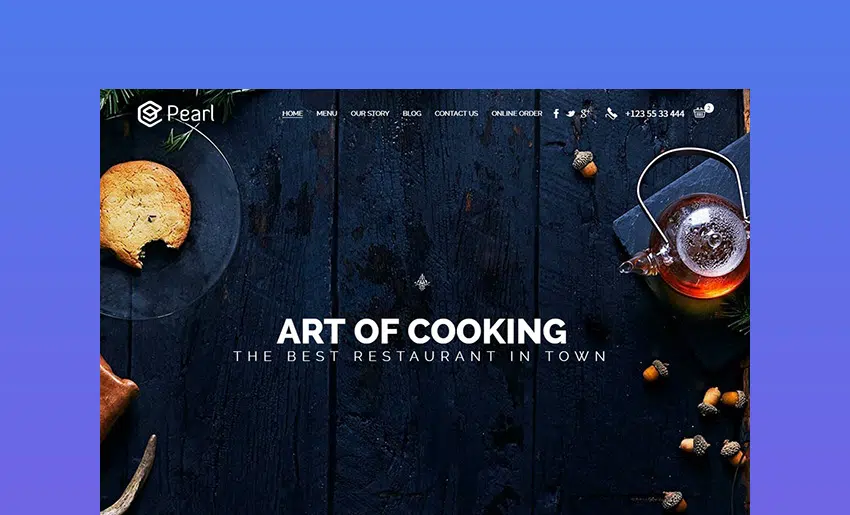 Pearl
HOME MENU OUR STORY BLOG CONTACT US ONLINE ORDER +123 55 33 444 2
ART OF COOKING
THE BEST RESTAURANT IN TOWN